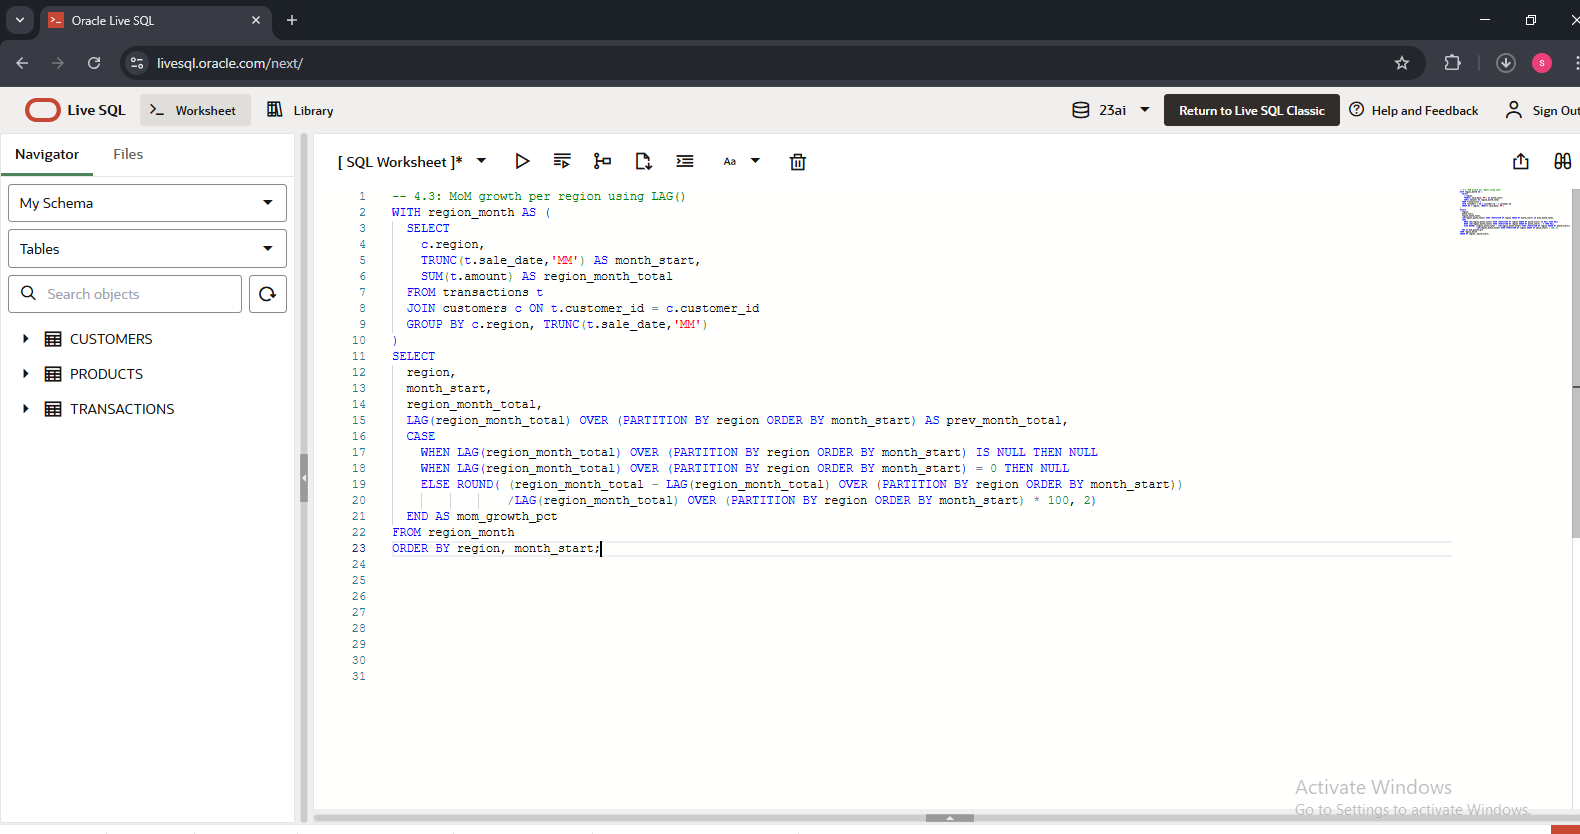 Oracle Live SQL
livesql.oracle.com/next/
s
Live SQL
Worksheet
Library
23ai
Return to Live SQL Classic
Help and Feedback
Sign Out
Navigator
Files
My Schema
Tables
Search objects
CUSTOMERS
PRODUCTS
TRANSACTIONS
[ SQL Worksheet ]*
Aa
1 -- 4.3: MoM growth per region using LAG()
2 WITH region_month AS (
3 SELECT
4 c.region,
5 TRUNC(t.sale_date,'MM') AS month_start,
6 SUM(t.amount) AS region_month_total
7 FROM transactions t
8 JOIN customers c ON t.customer_id = c.customer_id
9 GROUP BY c.region, TRUNC(t.sale_date,'MM')
10 )
11 SELECT
12 region,
13 month_start,
14 region_month_total,
15 LAG(region_month_total) OVER (PARTITION BY region ORDER BY month_start) AS prev_month_total,
16 CASE
17 WHEN LAG(region_month_total) OVER (PARTITION BY region ORDER BY month_start) IS NULL THEN NULL
18 WHEN LAG(region_month_total) OVER (PARTITION BY region ORDER BY month_start) = 0 THEN NULL
19 ELSE ROUND( (region_month_total - LAG(region_month_total) OVER (PARTITION BY region ORDER BY month_start))
20 /LAG(region_month_total) OVER (PARTITION BY region ORDER BY month_start) * 100, 2)
21 END AS mom_growth_pct
22 FROM region_month
23 ORDER BY region, month_start;
24
25
26
27
28
29
30
31
Activate Windows
Go to Settings to activate Windows.